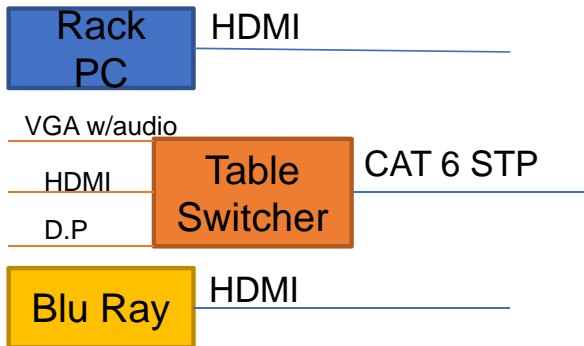 Rack
PC
HDMI
VGA w/audio
HDMI
D.P
Table
Switcher
CAT 6 STP
Blu Ray
HDMI